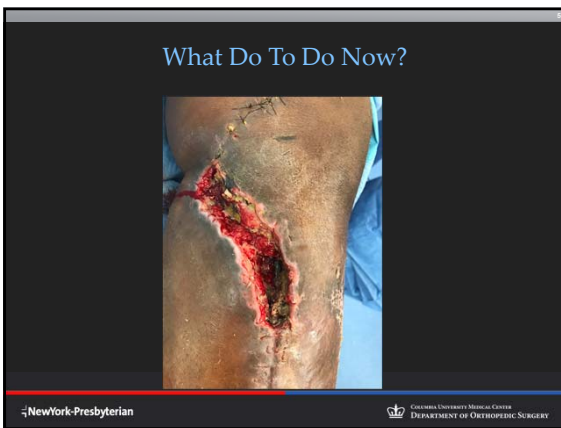 What Do To Do Now?
NewYork-Presbyterian
COLUMBIA UNIVERSITY MEDICAL CENTER
DEPARTMENT OF ORTHOPEDIC SURGERY